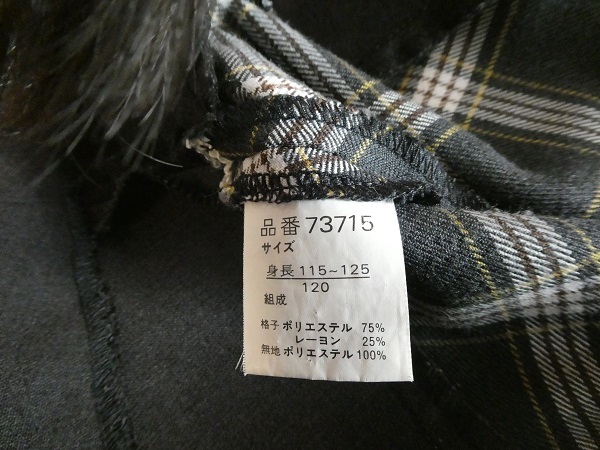 品番 73715
サイズ
身長 115~125
120
組成
格子 ポリエステル 75%
レーヨン 25%
無地 ポリエステル 100%